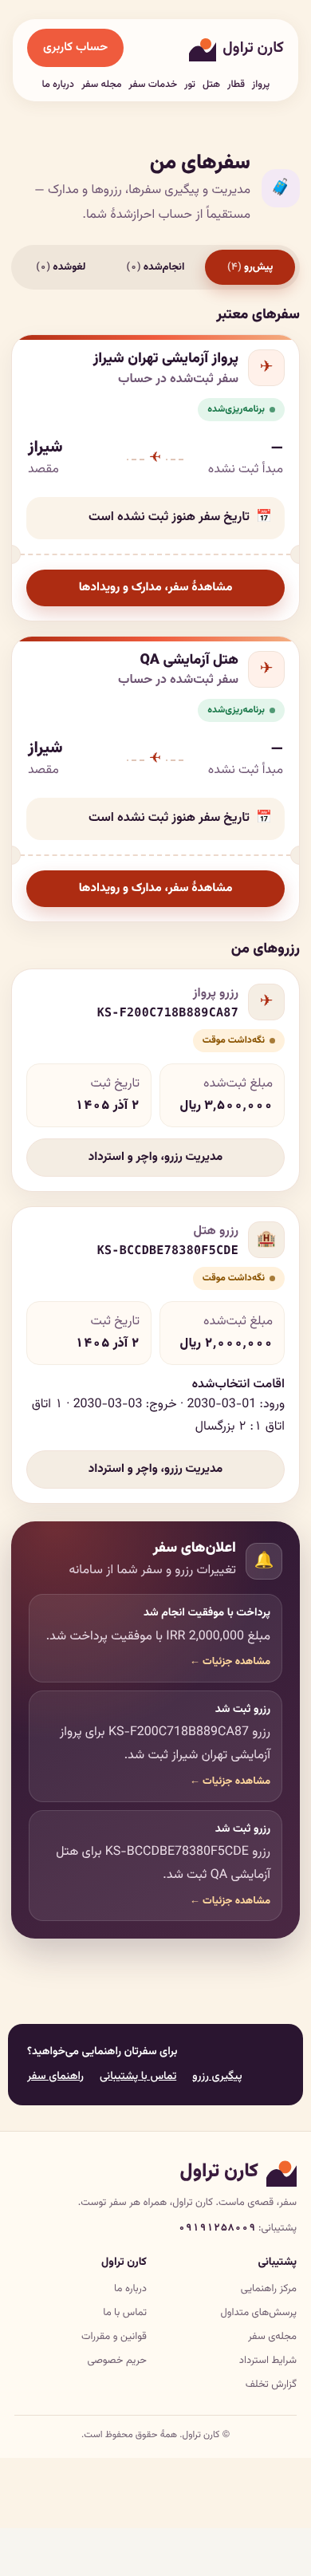 کارن تراول
حساب کاربری
پرواز قطار هتل تور خدمات سفر مجله سفر درباره ما
سفرهای من
مدیریت و پیگیری سفرها، رزروها و مدارک —
مستقیماً از حساب احرازشدهٔ شما.
پیش‌رو (۴)
انجام‌شده (۰)
لغوشده (۰)
سفرهای معتبر
پرواز آزمایشی تهران شیراز
سفر ثبت‌شده در حساب
برنامه‌ریزی‌شده
— شیراز
مبدأ ثبت نشده مقصد
تاریخ سفر هنوز ثبت نشده است
مشاهدهٔ سفر، مدارک و رویدادها
هتل آزمایشی QA
سفر ثبت‌شده در حساب
برنامه‌ریزی‌شده
— شیراز
مبدأ ثبت نشده مقصد
تاریخ سفر هنوز ثبت نشده است
مشاهدهٔ سفر، مدارک و رویدادها
رزروهای من
رزرو پرواز
KS-F200C718B889CA87
نگه‌داشت موقت
مبلغ ثبت‌شده
۳,۵۰۰,۰۰۰ ریال
تاریخ ثبت
۲ آذر ۱۴۰۵
مدیریت رزرو، واچر و استرداد
رزرو هتل
KS-BCCDBE78380F5CDE
نگه‌داشت موقت
مبلغ ثبت‌شده
۲,۰۰۰,۰۰۰ ریال
تاریخ ثبت
۲ آذر ۱۴۰۵
اقامت انتخاب‌شده
ورود: 2030-03-01 · خروج: 2030-03-03 · ۱ اتاق
اتاق ۱: ۲ بزرگسال
مدیریت رزرو، واچر و استرداد
اعلان‌های سفر
تغییرات رزرو و سفر شما از سامانه
پرداخت با موفقیت انجام شد
مبلغ 2,000,000 IRR با موفقیت پرداخت شد.
مشاهده جزئیات ←
رزرو ثبت شد
رزرو KS-F200C718B889CA87 برای پرواز
آزمایشی تهران شیراز ثبت شد.
مشاهده جزئیات ←
رزرو ثبت شد
رزرو KS-BCCDBE78380F5CDE برای هتل
آزمایشی QA ثبت شد.
مشاهده جزئیات ←
برای سفرتان راهنمایی می‌خواهید؟
پیگیری رزرو تماس با پشتیبانی راهنمای سفر
کارن تراول
سفر، قصه‌ی ماست. کارن تراول، همراه هر سفر توست.
پشتیبانی: ۰۹۱۹۱۲۵۸۰۰۹
پشتیبانی
مرکز راهنمایی
پرسش‌های متداول
مجله‌ی سفر
شرایط استرداد
گزارش تخلف
کارن تراول
درباره ما
تماس با ما
قوانین و مقررات
حریم خصوصی
© کارن تراول. همهٔ حقوق محفوظ است.